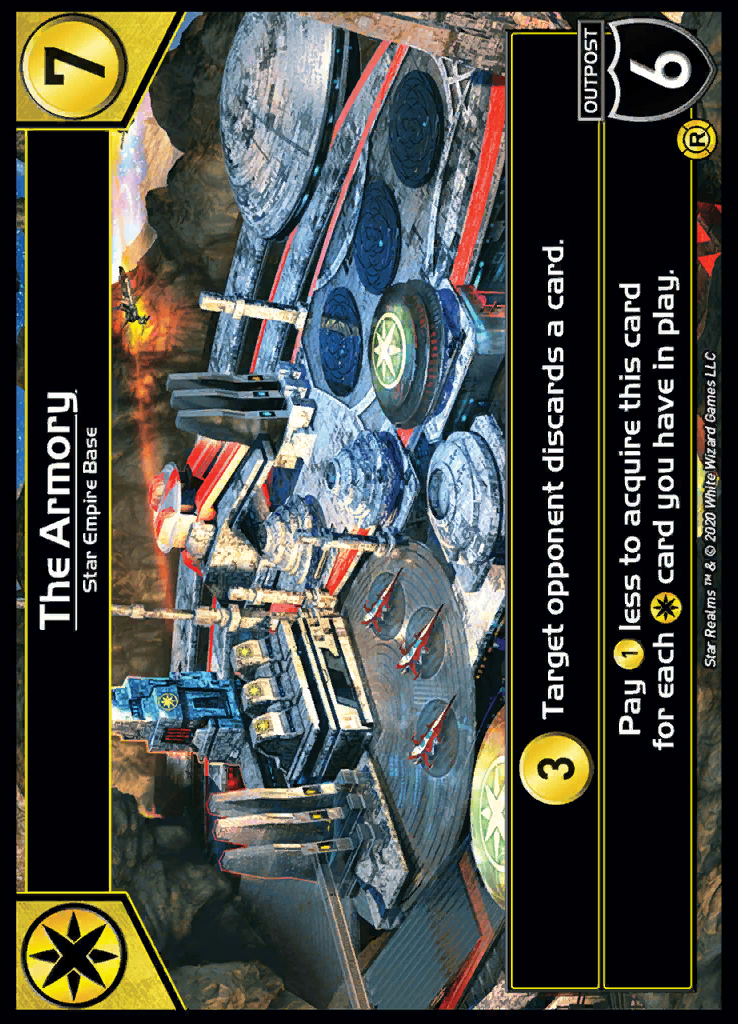 The Armory
7
Star Empire Base
3 Target opponent discards a card.
OUTPOST
6
Pay 1 less to acquire this card
for each card you have in play.
®
Star Realms™ & © 2020 White Wizard Games LLC